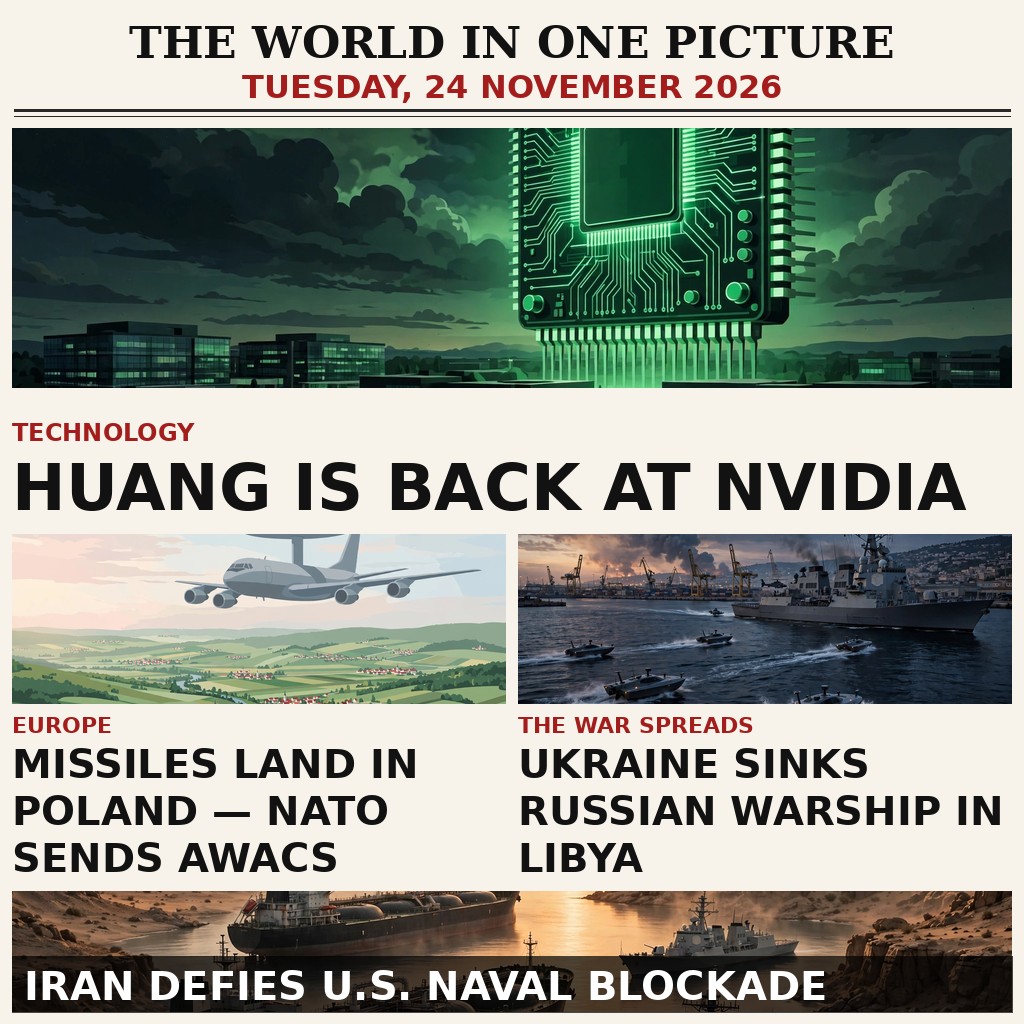 THE WORLD IN ONE PICTURE
TUESDAY, 24 NOVEMBER 2026
TECHNOLOGY
HUANG IS BACK AT NVIDIA
EUROPE
MISSILES LAND IN
POLAND — NATO
SENDS AWACS
THE WAR SPREADS
UKRAINE SINKS
RUSSIAN WARSHIP IN
LIBYA
IRAN DEFIES U.S. NAVAL BLOCKADE